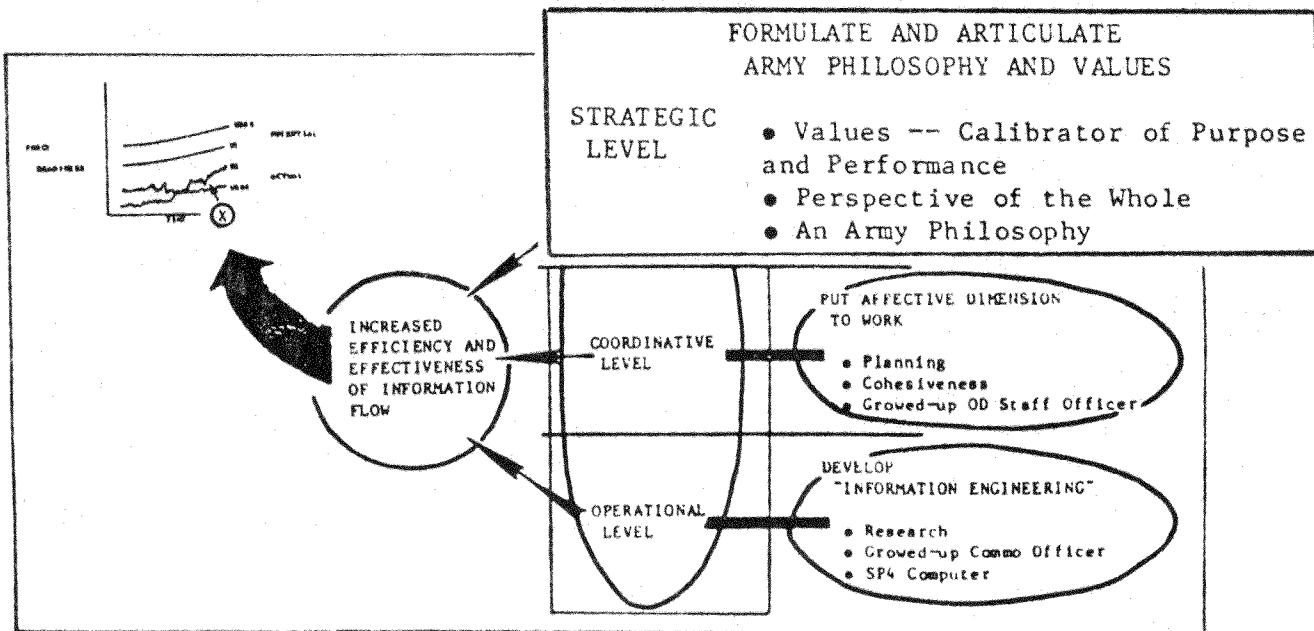 FORMULATE AND ARTICULATE
ARMY PHILOSOPHY AND VALUES
STRATEGIC
LEVEL
• Values -- Calibrator of Purpose
and Performance
• Perspective of the Whole
• An Army Philosophy
TIME
X
INCREASED
EFFICIENCY AND
EFFECTIVENESS
OF INFORMATION
FLOW
COORDINATIVE
LEVEL
PUT AFFECTIVE DIMENSION
TO WORK
• Planning
• Cohesiveness
• Growed-up OD Staff Officer
OPERATIONAL
LEVEL
DEVELOP
"INFORMATION ENGINEERING"
• Research
• Growed-up Commo Officer
• SP4 Computer